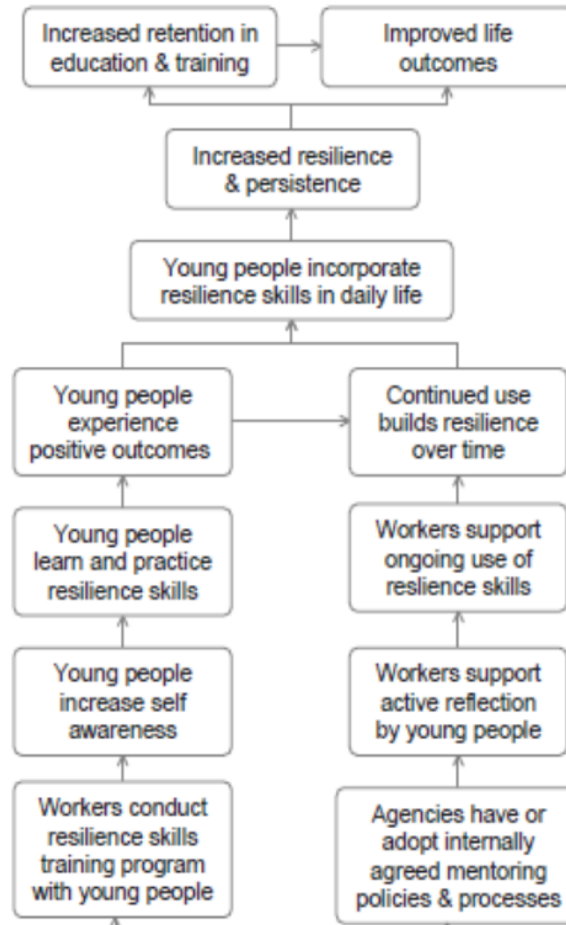 Increased retention in
education & training
Improved life
outcomes
Increased resilience
& persistence
Young people incorporate
resilience skills in daily life
Young people
experience
positive outcomes
Continued use
builds resilience
over time
Young people
learn and practice
resilience skills
Workers support
ongoing use of
reslience skills
Young people
increase self
awareness
Workers support
active reflection
by young people
Workers conduct
resilience skills
training program
with young people
Agencies have or
adopt internally
agreed mentoring
policies & processes